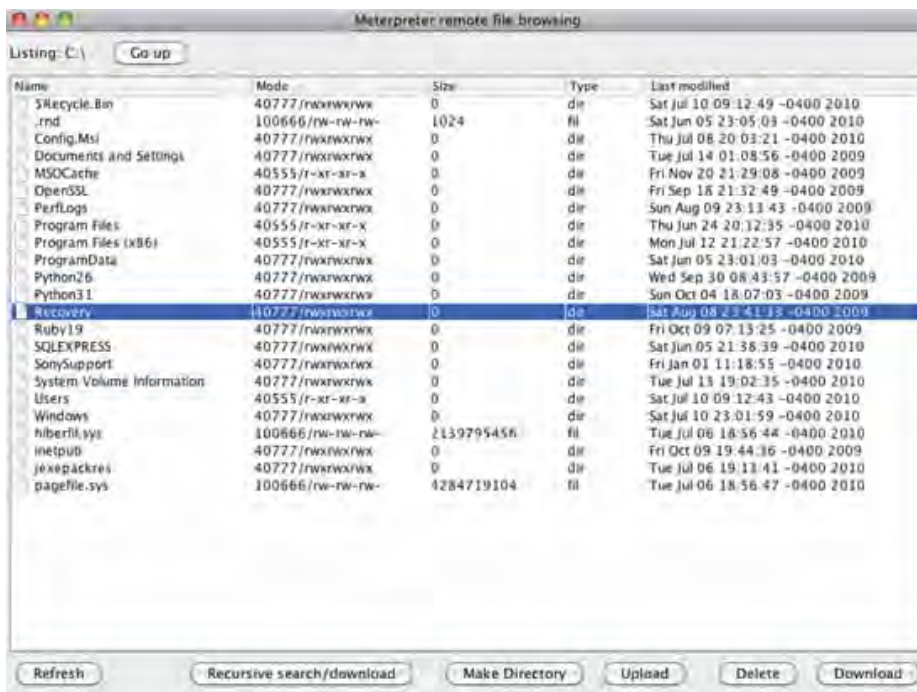 Meterpreter remote file browsing
Listing: C:\ Go up
Name Mode Size Type Last modified
$Recycle.Bin 40777/rwxrwxrwx 0 dir Sat Jul 10 09:12:49 -0400 2010
.rnd 100666/rw-rw-rw- 1024 fil Sat Jun 05 23:05:03 -0400 2010
Config.Msi 40777/rwxrwxrwx 0 dir Thu Jul 08 20:03:21 -0400 2010
Documents and Settings 40777/rwxrwxrwx 0 dir Tue Jul 14 01:08:56 -0400 2009
MSOCache 40555/r-xr-xr-x 0 dir Fri Nov 20 21:29:08 -0400 2009
OpenSSL 40777/rwxrwxrwx 0 dir Fri Sep 18 21:32:49 -0400 2009
PerfLogs 40777/rwxrwxrwx 0 dir Sun Aug 09 23:13:43 -0400 2009
Program Files 40555/r-xr-xr-x 0 dir Thu Jun 24 20:12:35 -0400 2010
Program Files (x86) 40555/r-xr-xr-x 0 dir Mon Jul 12 21:22:57 -0400 2010
ProgramData 40777/rwxrwxrwx 0 dir Sat Jun 05 23:01:03 -0400 2010
Python26 40777/rwxrwxrwx 0 dir Wed Sep 30 08:43:57 -0400 2009
Python31 40777/rwxrwxrwx 0 dir Sun Oct 04 18:07:03 -0400 2009
Recovery 40777/rwxrwxrwx 0 dir Sat Aug 08 23:41:33 -0400 2009
Ruby19 40777/rwxrwxrwx 0 dir Fri Oct 09 07:13:25 -0400 2009
SQLEXPRESS 40777/rwxrwxrwx 0 dir Sat Jun 05 21:38:39 -0400 2010
SonySupport 40777/rwxrwxrwx 0 dir Fri Jan 01 11:18:55 -0400 2010
System Volume Information 40777/rwxrwxrwx 0 dir Tue Jul 13 19:02:35 -0400 2010
Users 40555/r-xr-xr-x 0 dir Sat Jul 10 09:12:43 -0400 2010
Windows 40777/rwxrwxrwx 0 dir Sat Jul 10 23:01:59 -0400 2010
hiberfil.sys 100666/rw-rw-rw- 2139795456 fil Tue Jul 06 18:56:44 -0400 2010
inetpub 40777/rwxrwxrwx 0 dir Fri Oct 09 19:44:36 -0400 2009
jexepackres 40777/rwxrwxrwx 0 dir Tue Jul 06 19:11:41 -0400 2010
pagefile.sys 100666/rw-rw-rw- 4284719104 fil Tue Jul 06 18:56:47 -0400 2010
Refresh Recursive search/download Make Directory Upload Delete Download